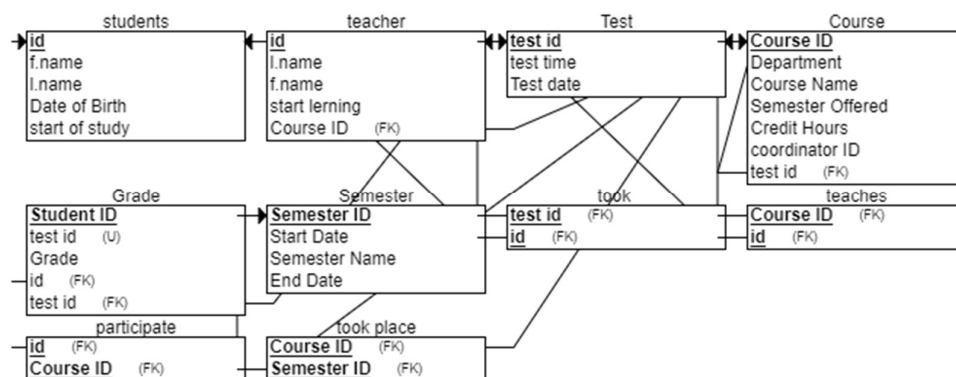 students
id
f.name
l.name
Date of Birth
start of study
teacher
id
l.name
f.name
start lerning
Course ID (FK)
Test
test id
test time
Test date
Course
Course ID
Department
Course Name
Semester Offered
Credit Hours
coordinator ID
test id (FK)
Grade
Student ID
test id (U)
Grade
id (FK)
test id (FK)
Semester
Semester ID
Start Date
Semester Name
End Date
took
test id (FK)
id (FK)
teaches
Course ID (FK)
id (FK)
participate
id (FK)
Course ID (FK)
took place
Course ID (FK)
Semester ID (FK)